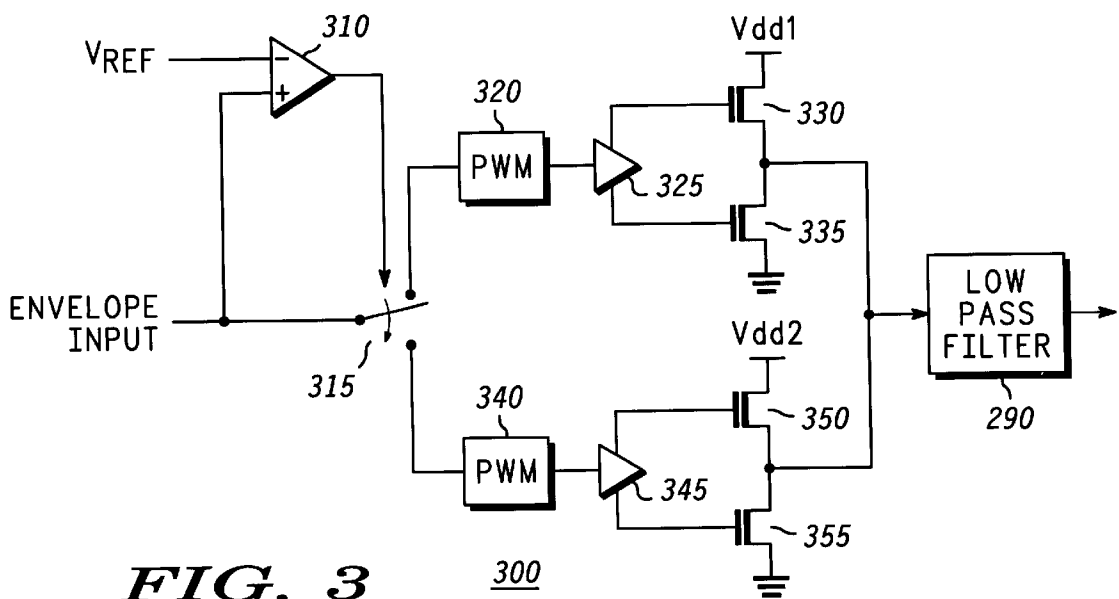 310
Vdd1
VREF
-
+
320
330
PWM
325
335
ENVELOPE
INPUT
LOW
PASS
FILTER
Vdd2
315
340
350
290
PWM
345
355
FIG. 3
300